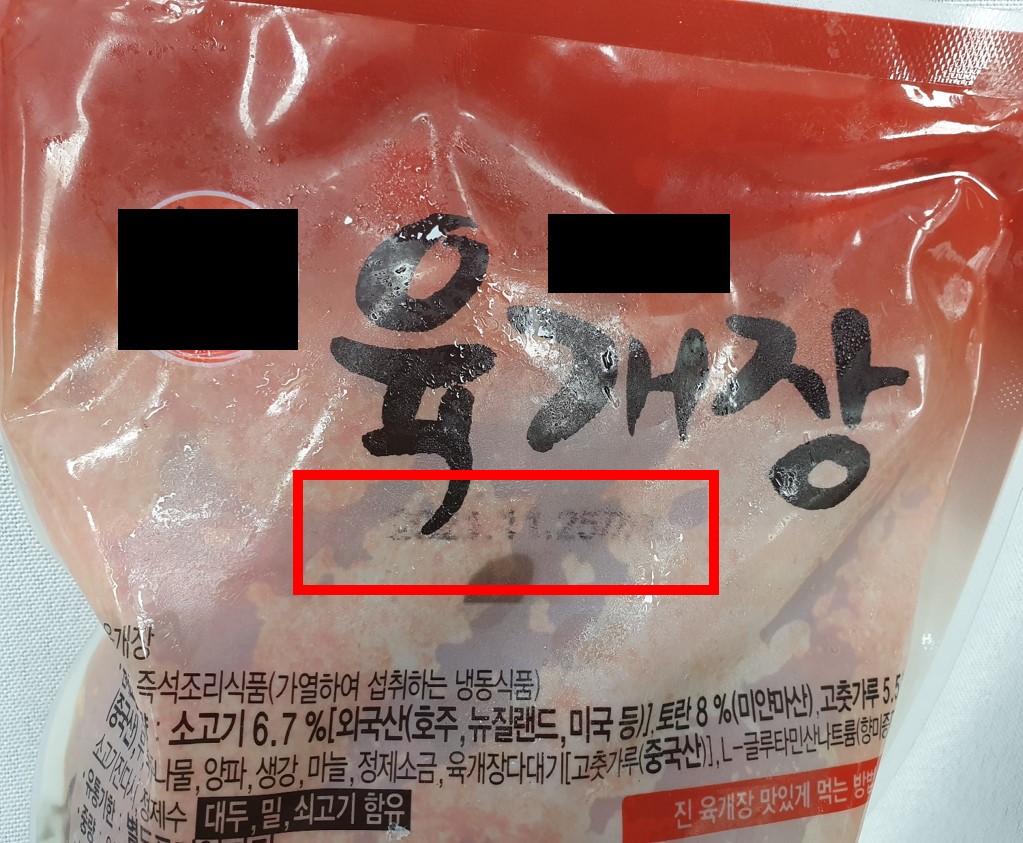 육개장
육개장
즉석조리식품(가열하여 섭취하는 냉동식품)
: 소고기 6.7 %[외국산(호주, 뉴질랜드, 미국 등)], 토란 8 %(미얀마산), 고춧가루 5.5
나물, 양파, 생강, 마늘, 정제소금, 육개장다대기[고춧가루(중국산)], L-글루타민산나트륨(향미증
정제수 대두, 밀, 쇠고기 함유
유통기한:
진 육개장 맛있게 먹는 방법